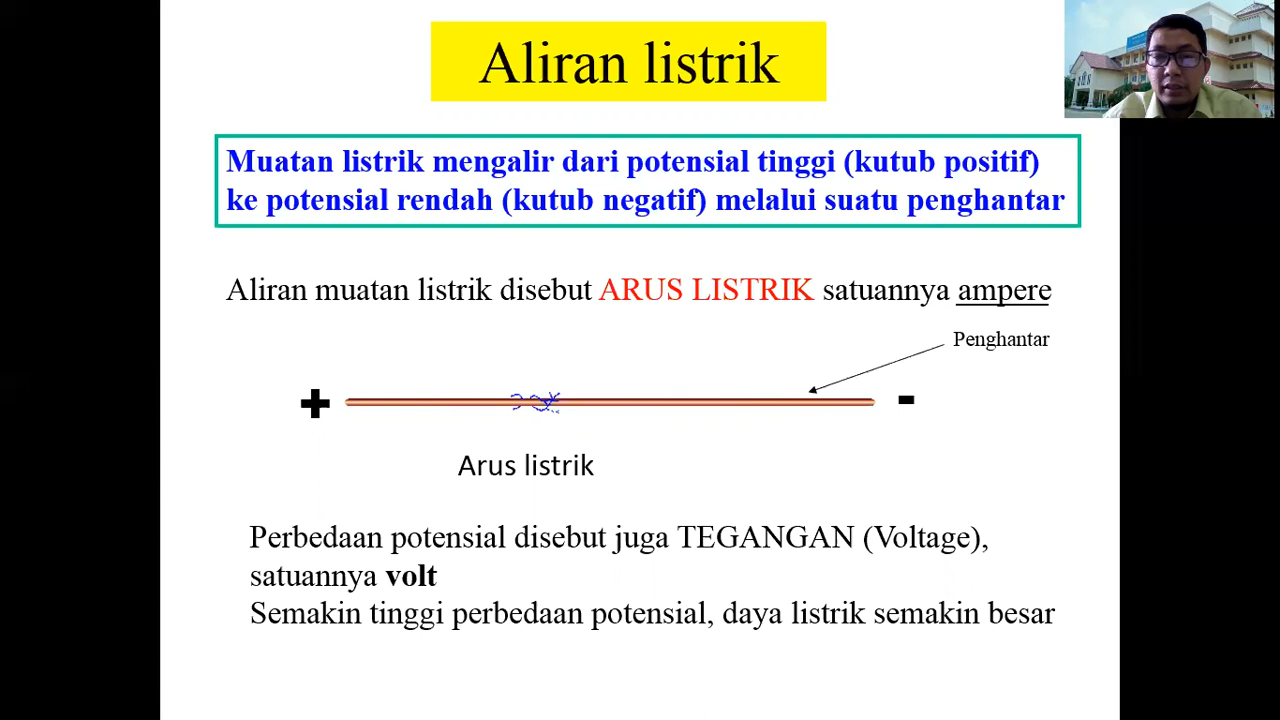 Aliran listrik
Muatan listrik mengalir dari potensial tinggi (kutub positif)
ke potensial rendah (kutub negatif) melalui suatu penghantar
Aliran muatan listrik disebut ARUS LISTRIK satuannya ampere
Penghantar
+ -
Arus listrik
Perbedaan potensial disebut juga TEGANGAN (Voltage),
satuannya volt
Semakin tinggi perbedaan potensial, daya listrik semakin besar